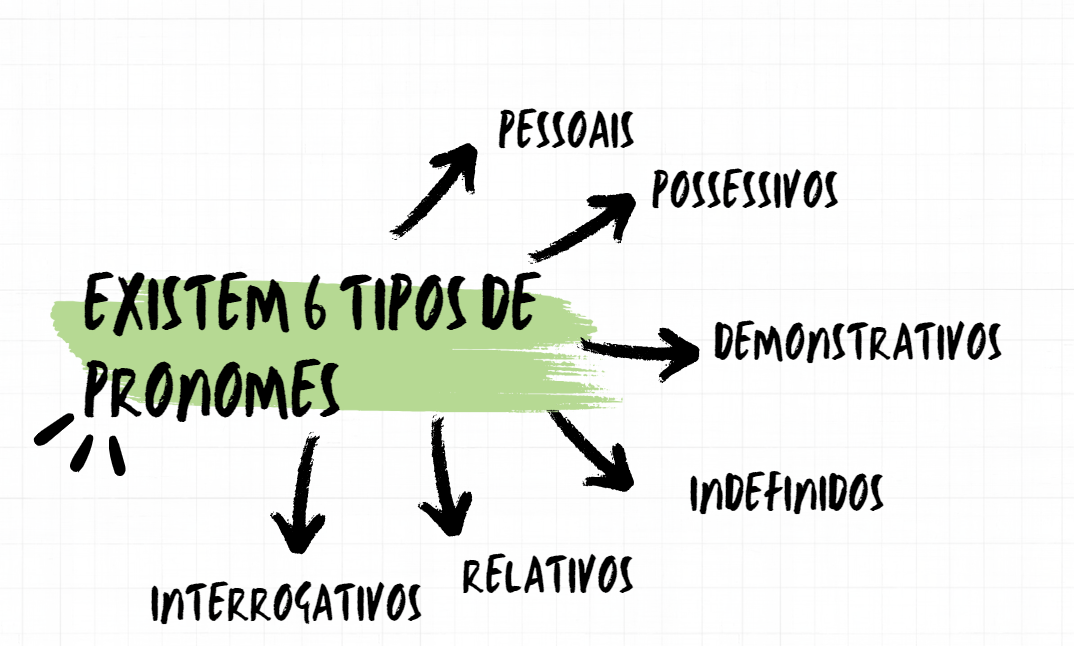 PESSOAIS
POSSESSIVOS
EXISTEM 6 TIPOS DE
PRONOMES
DEMONSTRATIVOS
INDEFINIDOS
RELATIVOS
INTERROGATIVOS